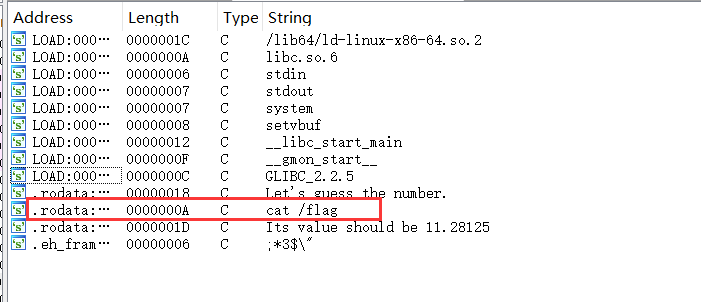 Address Length Type String
's' LOAD:000··· 0000001C C /lib64/ld-linux-x86-64.so.2
's' LOAD:000··· 0000000A C libc.so.6
's' LOAD:000··· 00000006 C stdin
's' LOAD:000··· 00000007 C stdout
's' LOAD:000··· 00000007 C system
's' LOAD:000··· 00000008 C setvbuf
's' LOAD:000··· 00000012 C __libc_start_main
's' LOAD:000··· 0000000F C __gmon_start__
's' LOAD:000··· 0000000C C GLIBC_2.2.5
's' .rodata:··· 00000018 C Let's guess the number.
's' .rodata:··· 0000000A C cat /flag
's' .rodata:··· 0000001D C Its value should be 11.28125
's' .eh_fram··· 00000006 C ;*3$\"